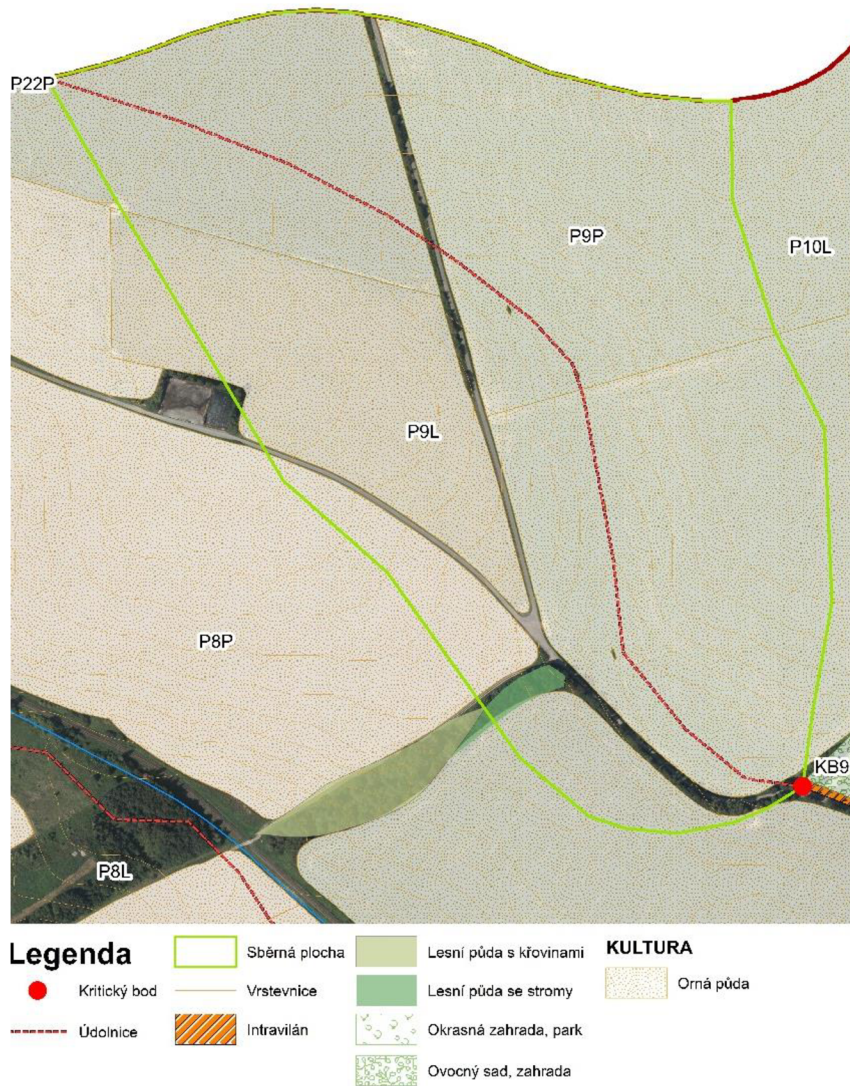 P22P
P9P
P10L
P9L
P8P
KB9
P8L
Legenda
Kritický bod
Údolnice
Sběrná plocha
Vrstevnice
Intravilán
Lesní půda s křovinami
Lesní půda se stromy
Okrasná zahrada, park
Ovocný sad, zahrada
KULTURA
Orná půda